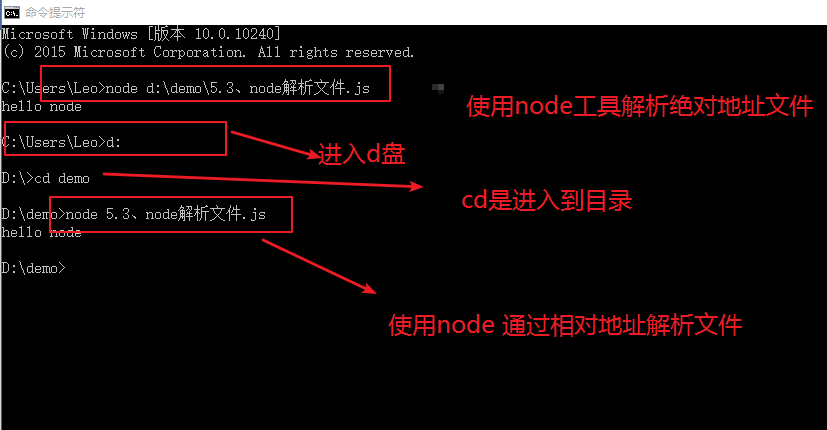 命令提示符
Microsoft Windows [版本 10.0.10240]
(c) 2015 Microsoft Corporation. All rights reserved.
C:\Users\Leo>node d:\demo\5.3、node解析文件.js
hello node
使用node工具解析绝对地址文件
C:\Users\Leo>d:
进入d盘
D:\>cd demo
cd是进入到目录
D:\demo>node 5.3、node解析文件.js
hello node
D:\demo>
使用node 通过相对地址解析文件